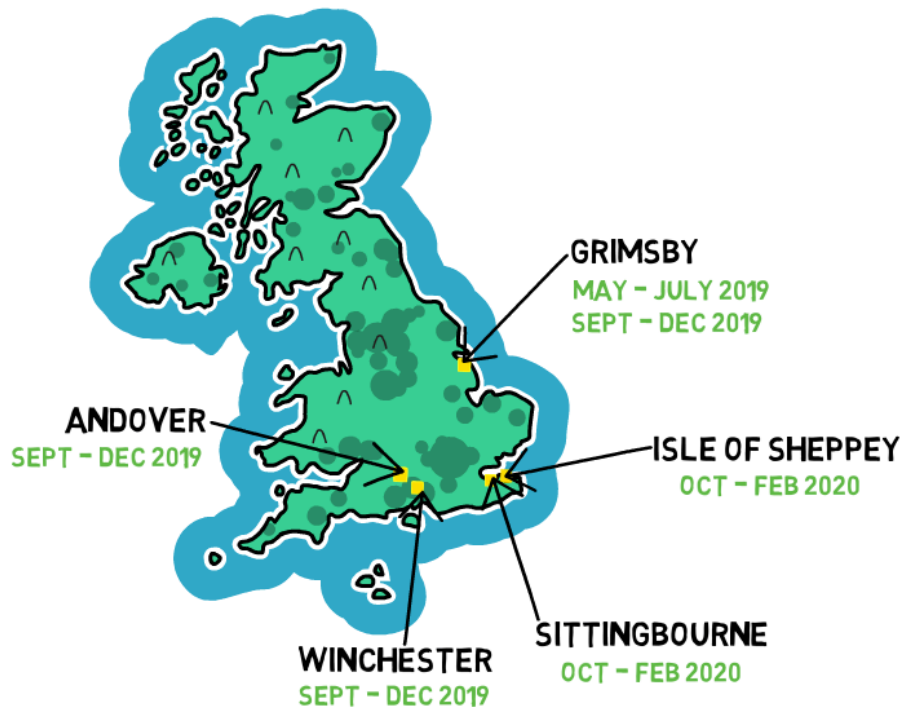 GRIMSBY
MAY - JULY 2019
SEPT - DEC 2019
ANDOVER
SEPT - DEC 2019
ISLE OF SHEPPEY
OCT - FEB 2020
SITTINGBOURNE
OCT - FEB 2020
WINCHESTER
SEPT - DEC 2019